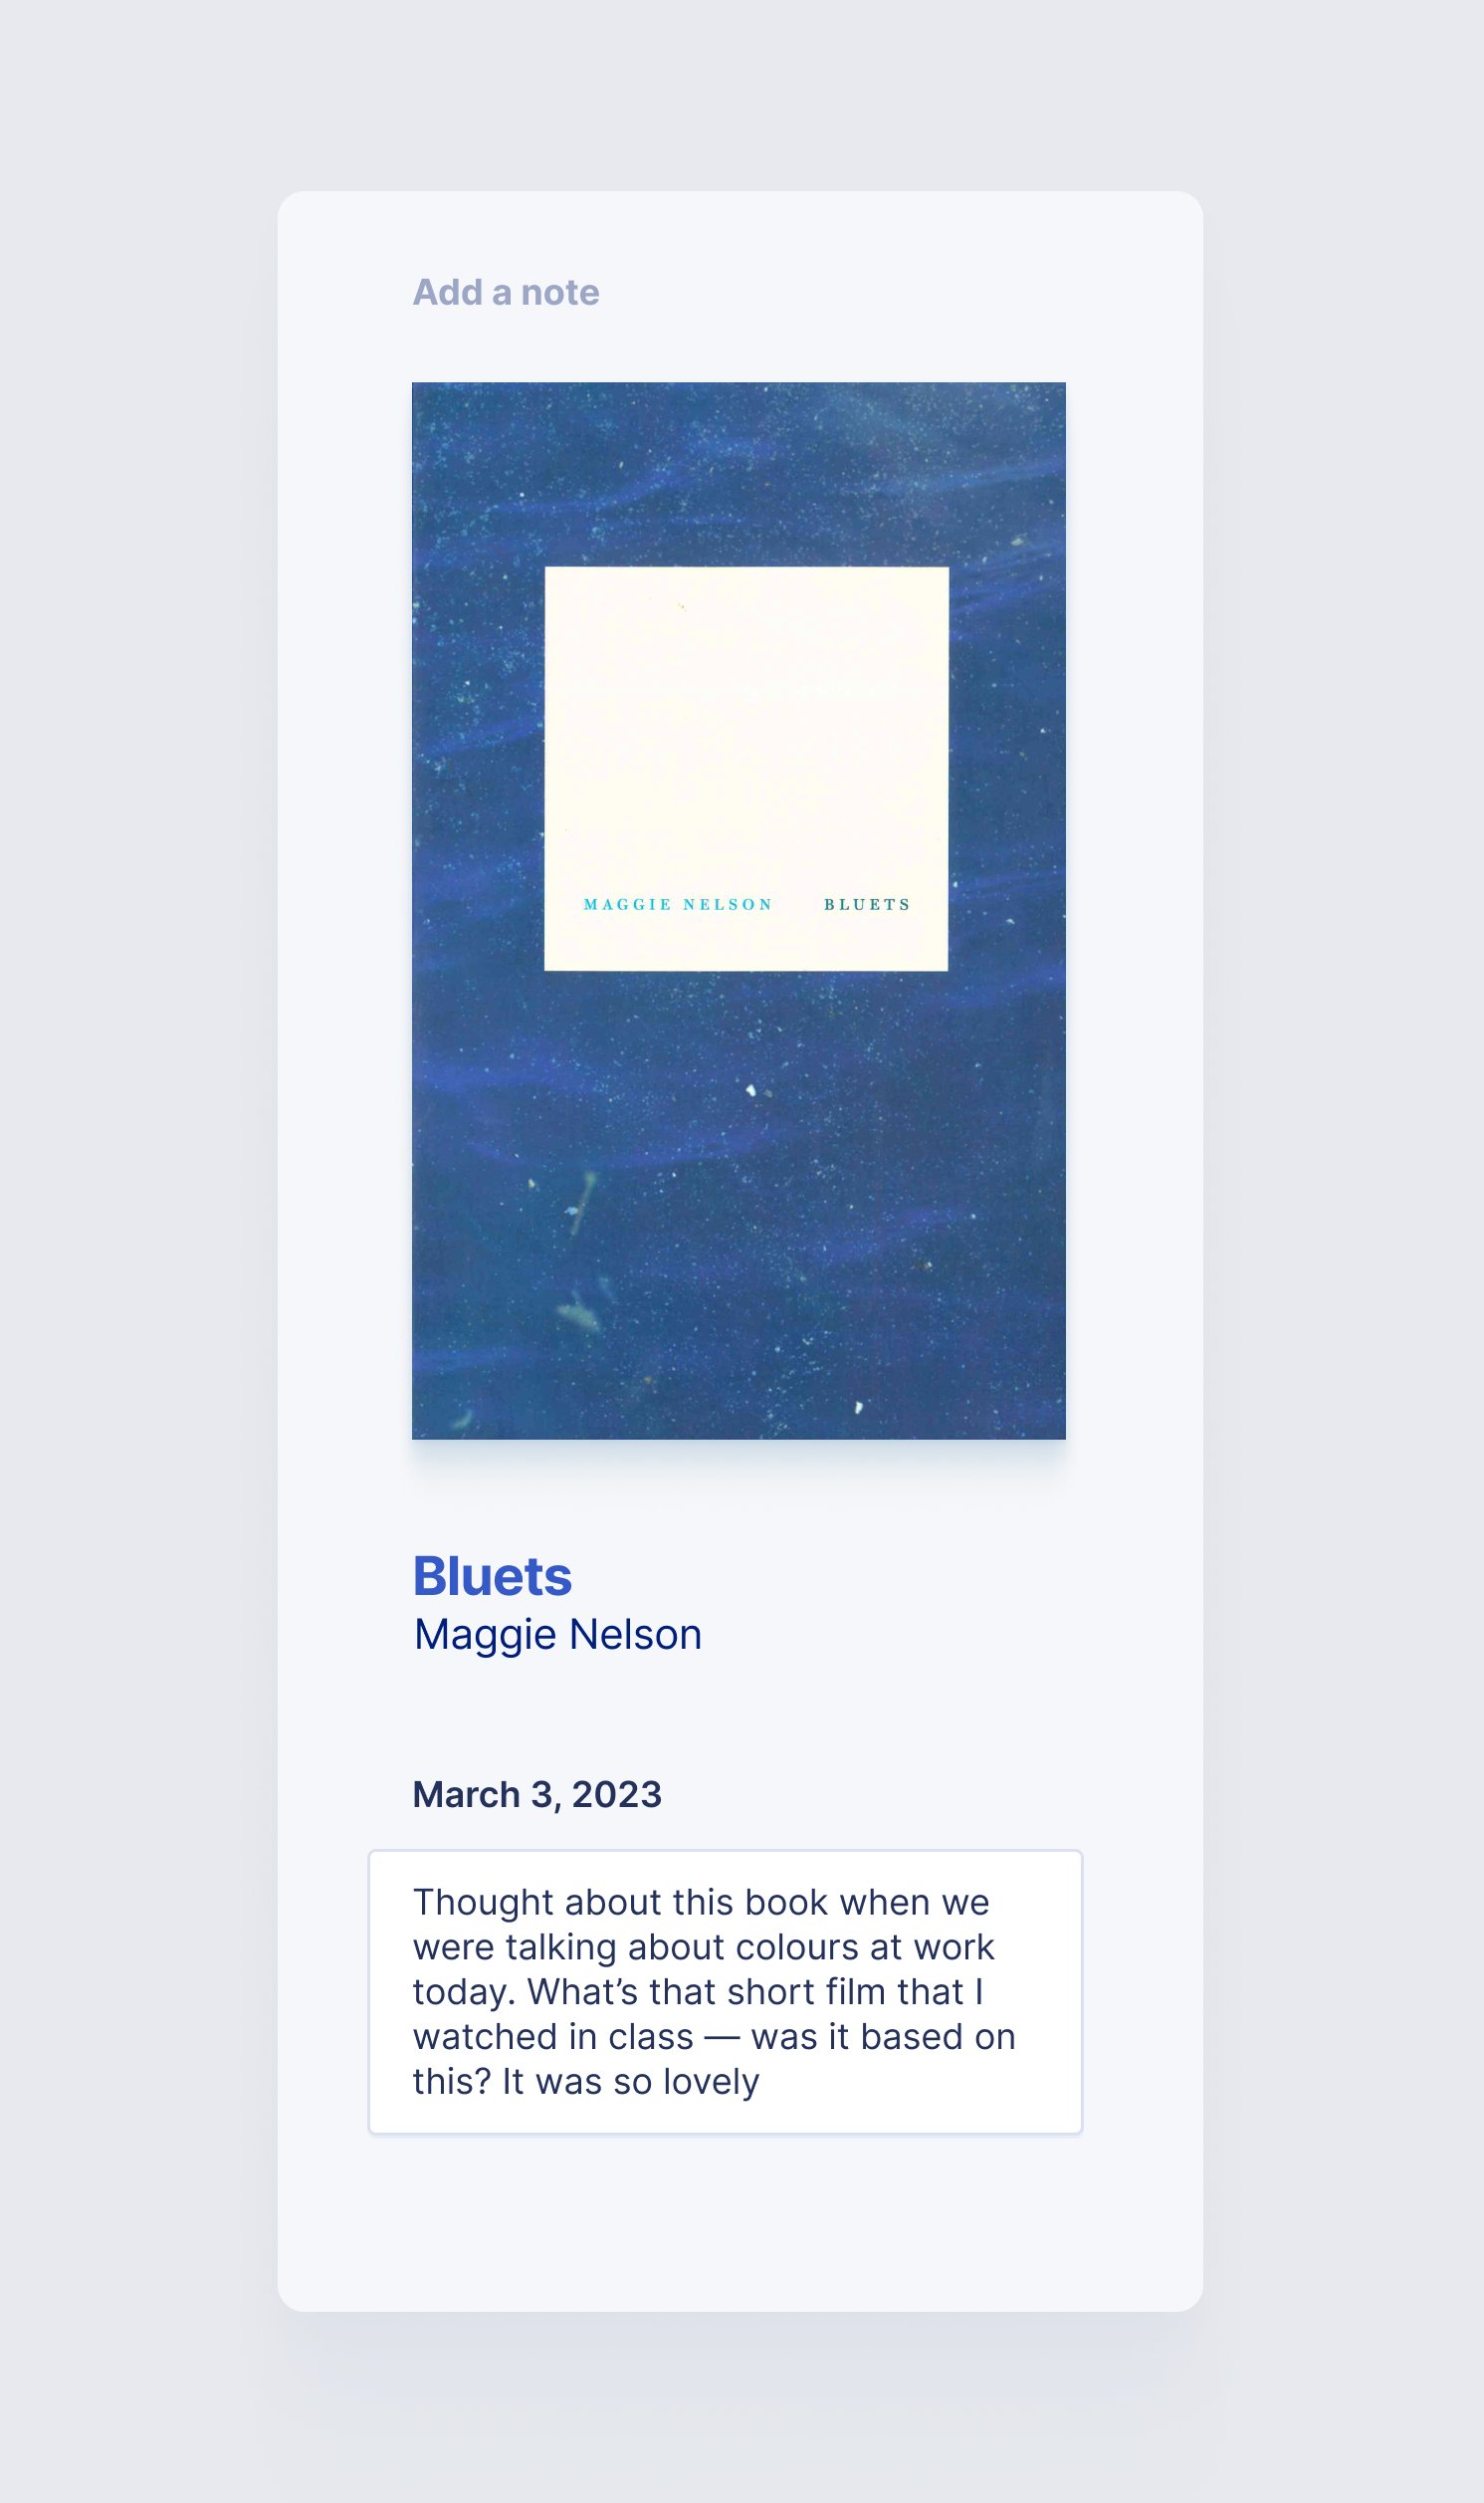 Add a note
MAGGIE NELSON BLUETS
Bluets
Maggie Nelson
March 3, 2023
Thought about this book when we
were talking about colours at work
today. What’s that short film that I
watched in class — was it based on
this? It was so lovely